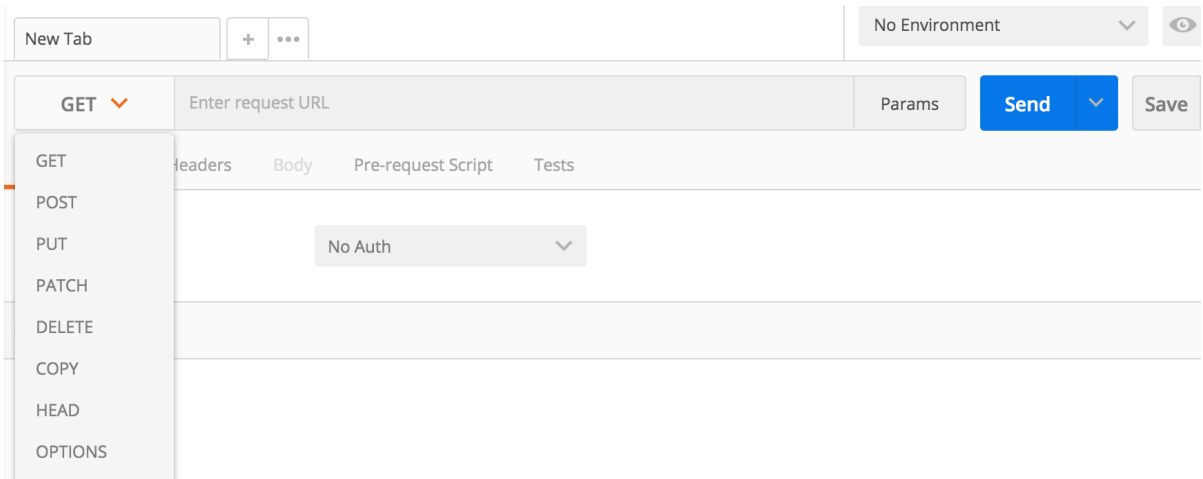 New Tab
No Environment
GET
Enter request URL
Params
Send
Save
Headers
Body
Pre-request Script
Tests
No Auth
GET
POST
PUT
PATCH
DELETE
COPY
HEAD
OPTIONS